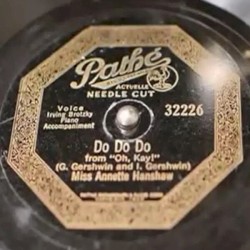 Pathé
ACTUELLE
NEEDLE CUT
Voice
Irving Brodzky
Piano
Accompaniment
32226
Do Do Do
from "Oh, Kay!"
(G. Gershwin and I. Gershwin)
Miss Annette Hanshaw